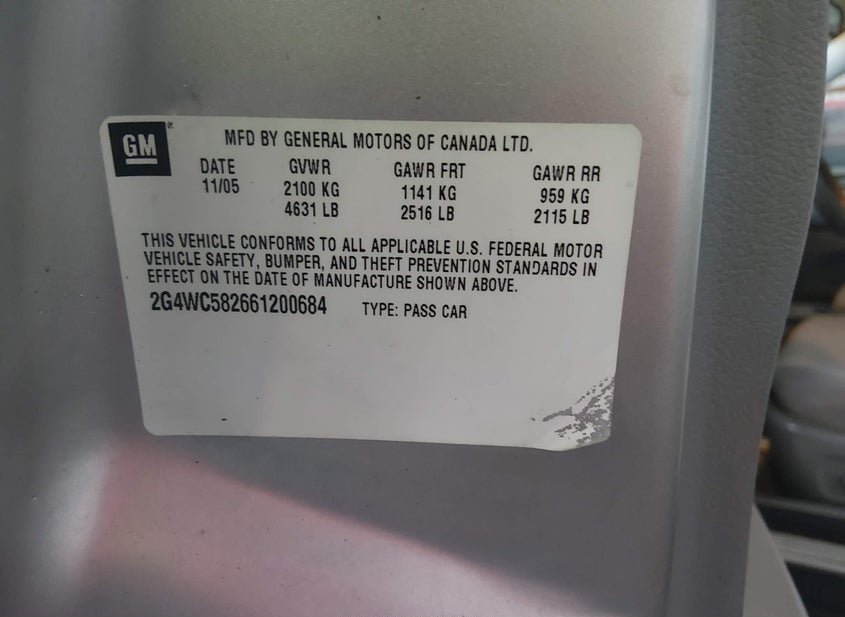 GM®
MFD BY GENERAL MOTORS OF CANADA LTD.
DATE GVWR GAWR FRT GAWR RR
11/05 2100 KG 1141 KG 959 KG
4631 LB 2516 LB 2115 LB
THIS VEHICLE CONFORMS TO ALL APPLICABLE U.S. FEDERAL MOTOR
VEHICLE SAFETY, BUMPER, AND THEFT PREVENTION STANDARDS IN
EFFECT ON THE DATE OF MANUFACTURE SHOWN ABOVE.
2G4WC582661200684 TYPE: PASS CAR